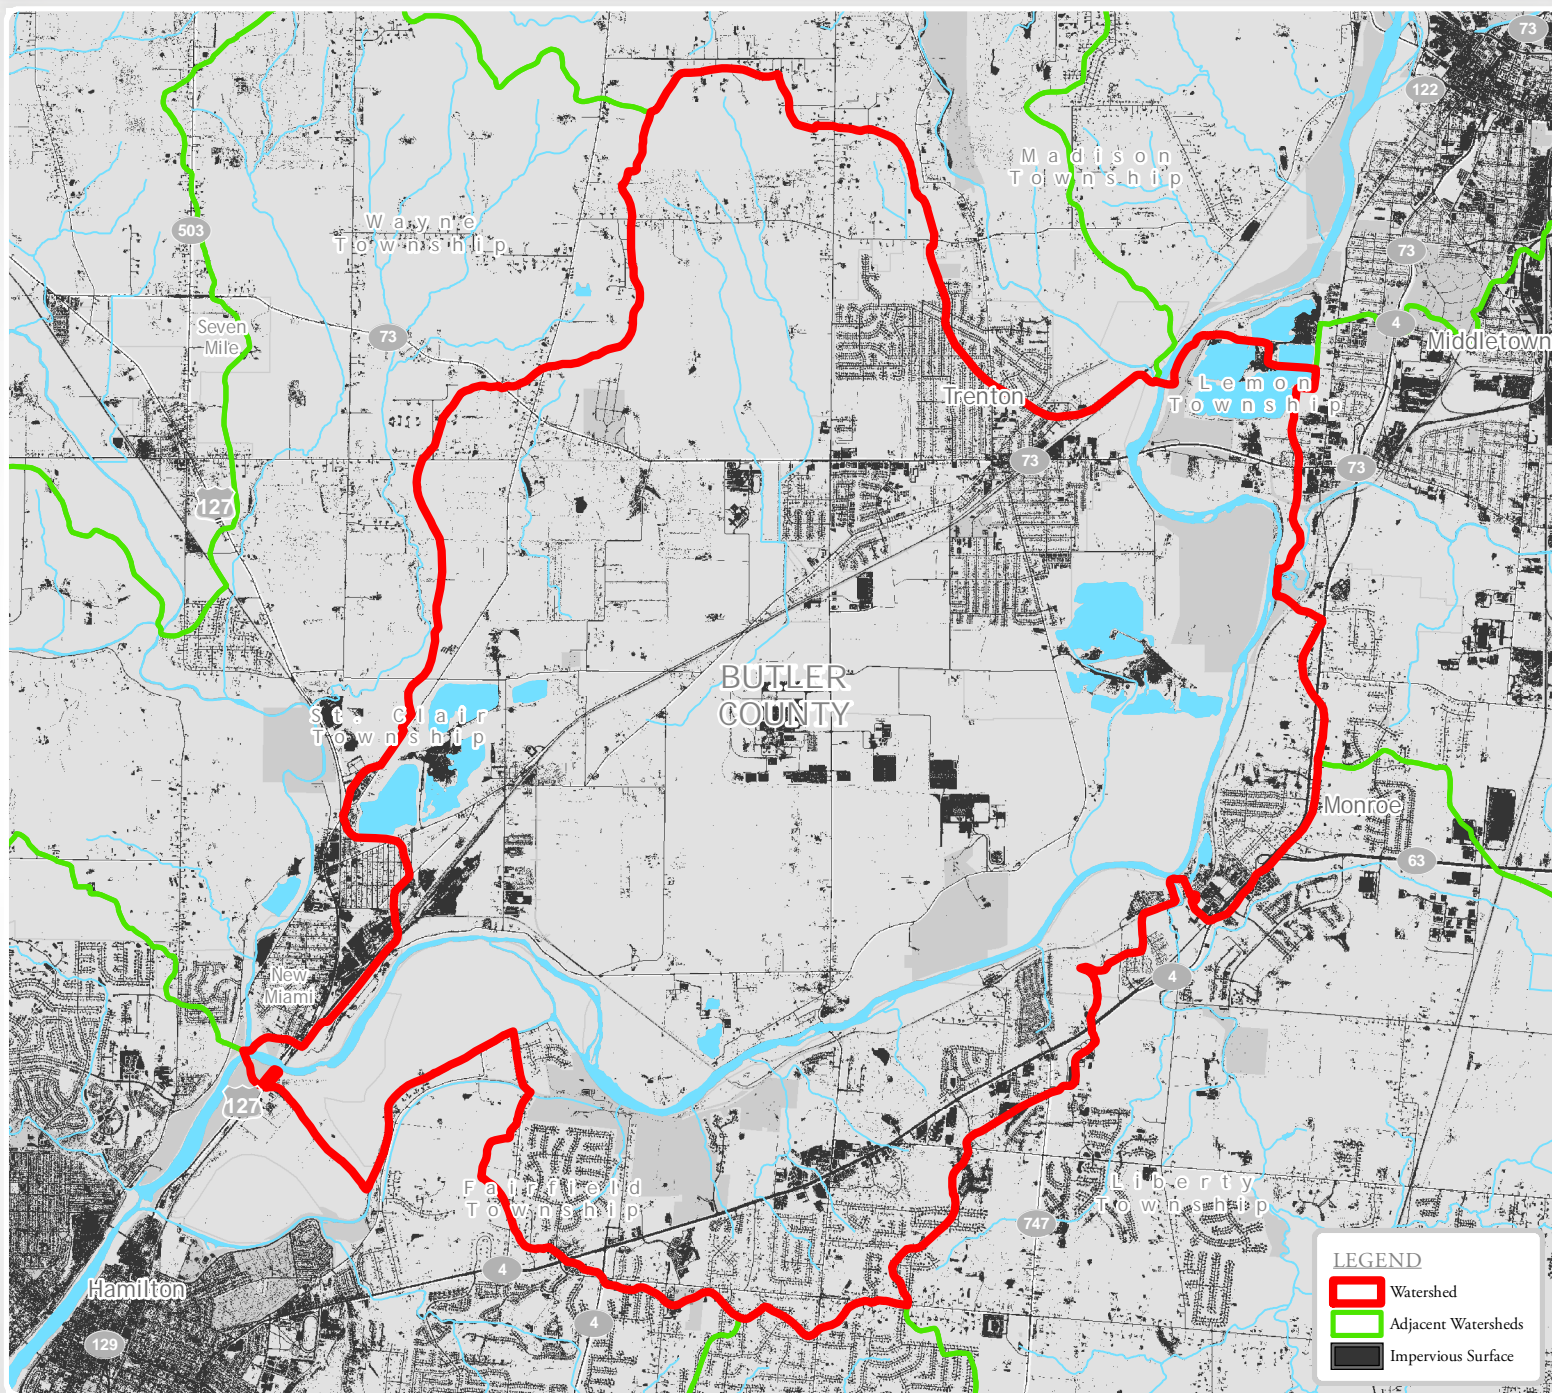 73
122
Madison
Township
503
Wayne
Township
73
Seven
Mile
73
4
Middletown
Lemon
Township
Trenton
73
73
127
BUTLER
COUNTY
St. Clair
Township
Monroe
63
New
Miami
4
127
Fairfield
Township
Liberty
Township
747
4
Hamilton
4
129
LEGEND
Watershed
Adjacent Watersheds
Impervious Surface